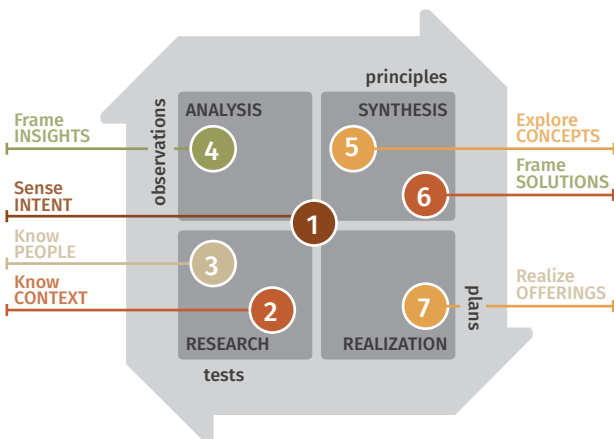 principles
observations
ANALYSIS
SYNTHESIS
Frame
INSIGHTS
4
5
Explore
CONCEPTS
Frame
SOLUTIONS
6
Sense
INTENT
1
Know
PEOPLE
3
Know
CONTEXT
2
7
Realize
OFFERINGS
plans
RESEARCH
REALIZATION
tests